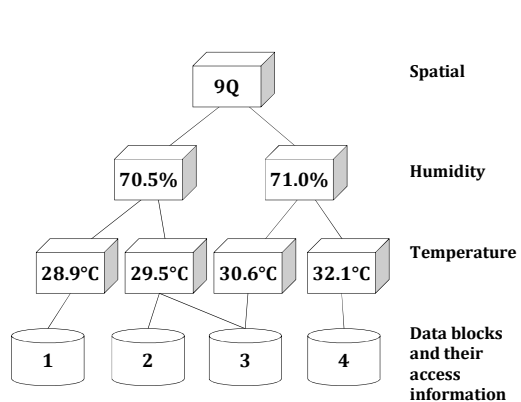 Spatial
9Q
Humidity
70.5%
71.0%
Temperature
28.9°C
29.5°C
30.6°C
32.1°C
Data blocks
and their
access
information
1
2
3
4